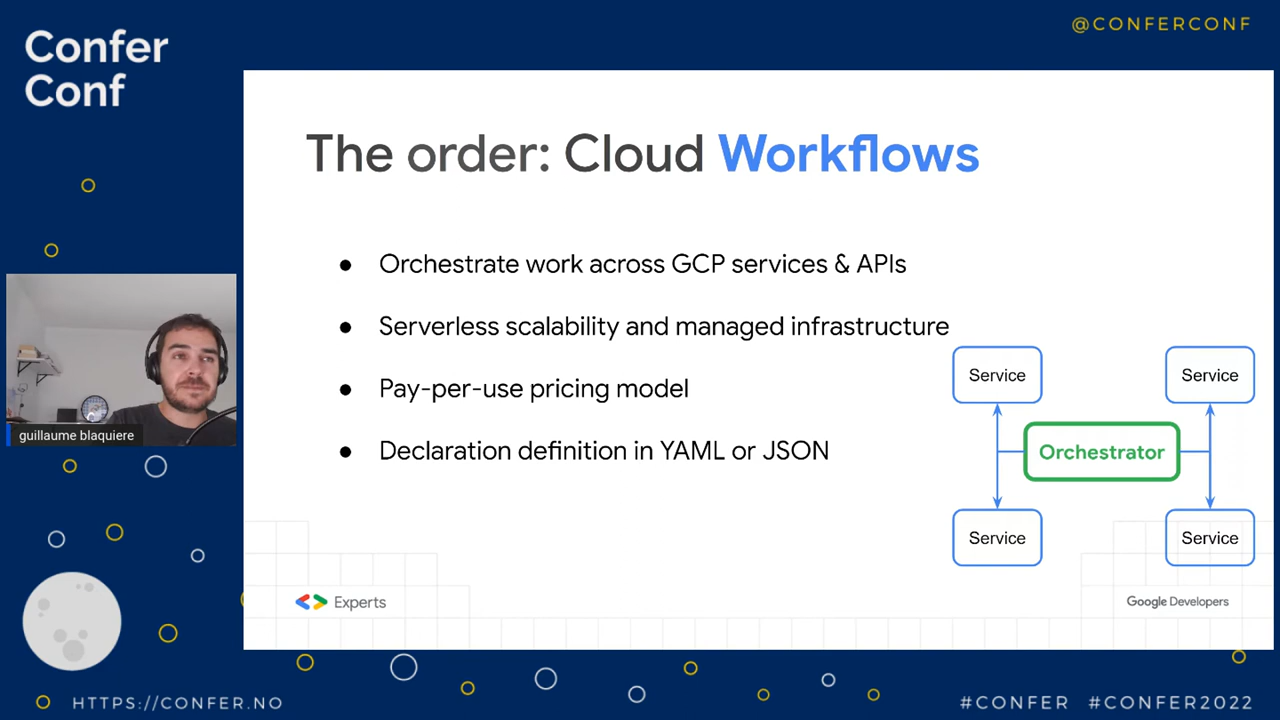 Confer
Conf
@CONFERCONF
The order: Cloud Workflows
● Orchestrate work across GCP services & APIs
● Serverless scalability and managed infrastructure
● Pay-per-use pricing model
● Declaration definition in YAML or JSON
Service
Service
Orchestrator
Service
Service
guillaume blaquiere
Experts
Google Developers
HTTPS://CONFER.NO
#CONFER #CONFER2022